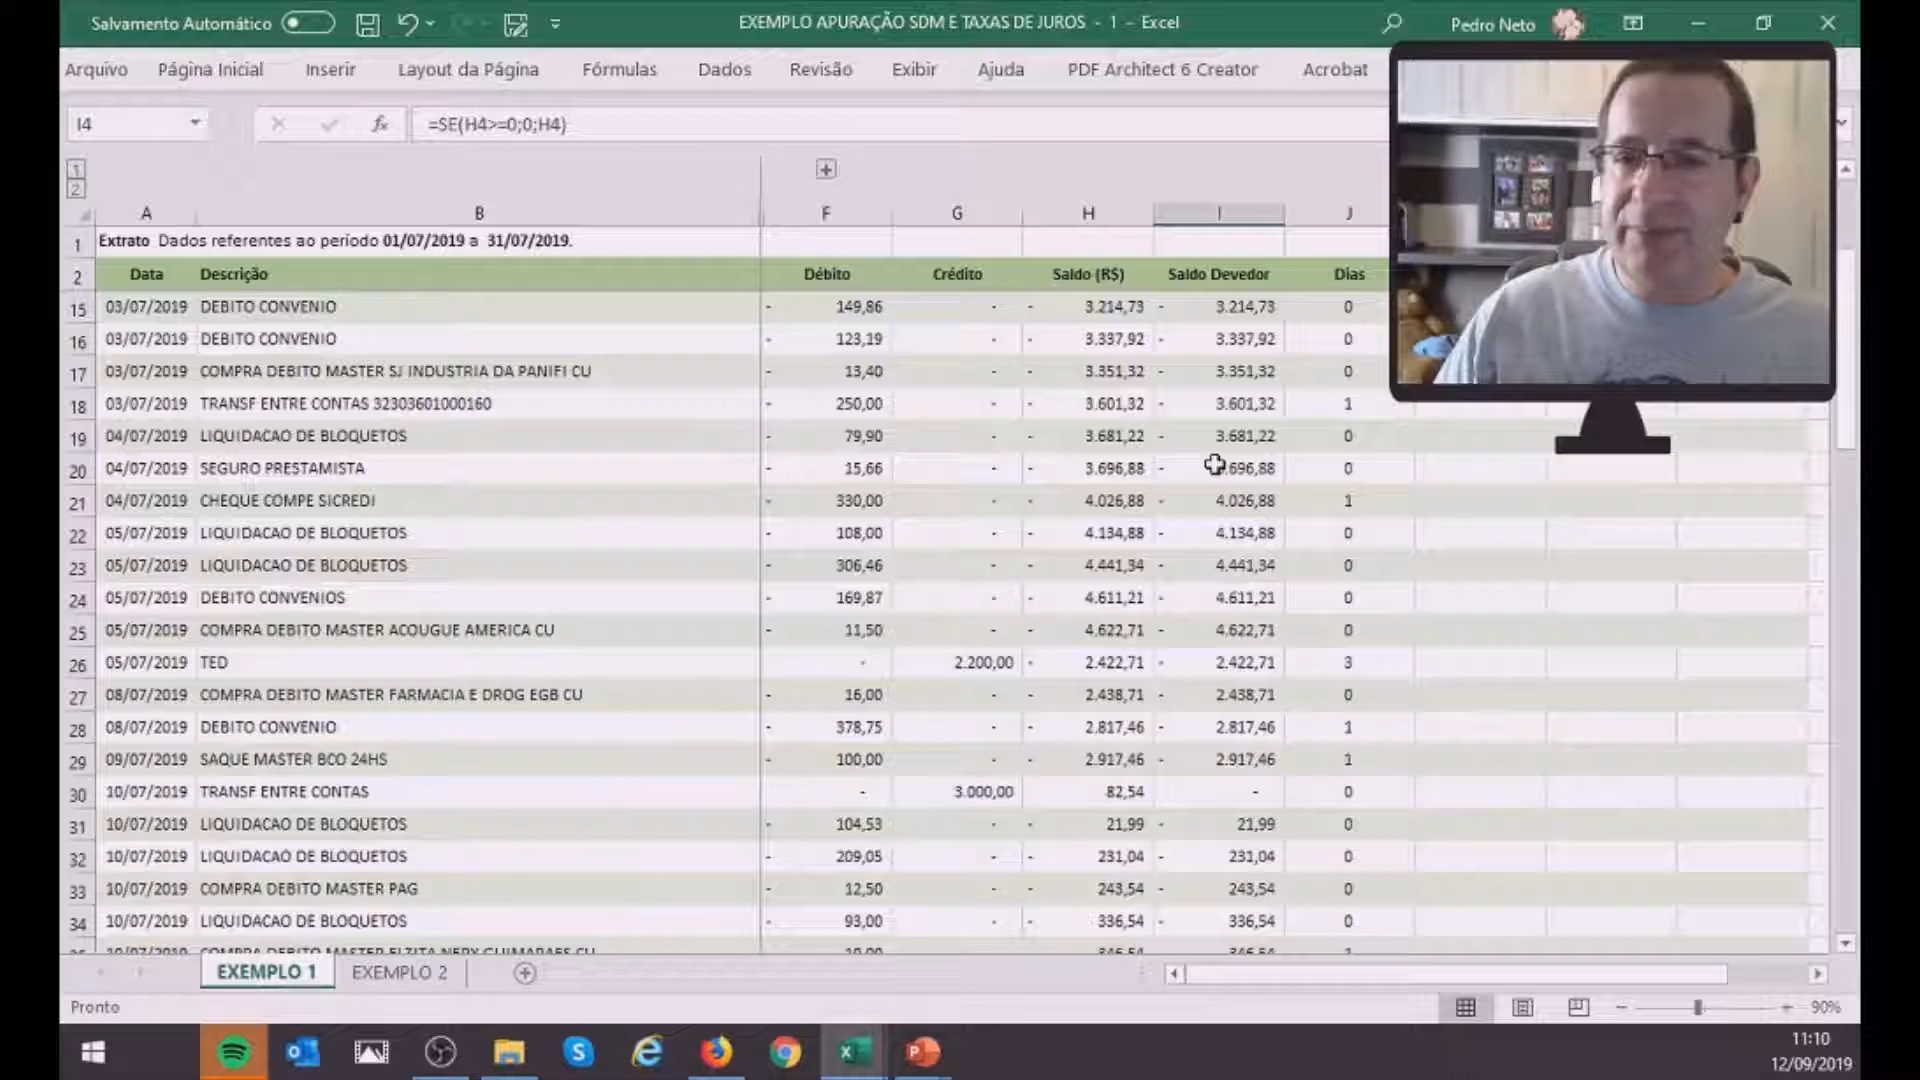 Salvamento Automático
EXEMPLO APURAÇÃO SDM E TAXAS DE JUROS - 1 - Excel
Pedro Neto
Arquivo Página Inicial Inserir Layout da Página Fórmulas Dados Revisão Exibir Ajuda PDF Architect 6 Creator Acrobat
I4 fx =SE(H4>=0;0;H4)
1
2
A B F G H I J
1 Extrato Dados referentes ao período 01/07/2019 a 31/07/2019.
2 Data Descrição Débito Crédito Saldo (R$) Saldo Devedor Dias
15 03/07/2019 DEBITO CONVENIO - 149,86 - - 3.214,73 - 3.214,73 0
16 03/07/2019 DEBITO CONVENIO - 123,19 - - 3.337,92 - 3.337,92 0
17 03/07/2019 COMPRA DEBITO MASTER SJ INDUSTRIA DA PANIFI CU - 13,40 - - 3.351,32 - 3.351,32 0
18 03/07/2019 TRANSF ENTRE CONTAS 32303601000160 - 250,00 - - 3.601,32 - 3.601,32 1
19 04/07/2019 LIQUIDACAO DE BLOQUETOS - 79,90 - - 3.681,22 - 3.681,22 0
20 04/07/2019 SEGURO PRESTAMISTA - 15,66 - - 3.696,88 - .696,88 0
21 04/07/2019 CHEQUE COMPE SICREDI - 330,00 - - 4.026,88 - 4.026,88 1
22 05/07/2019 LIQUIDACAO DE BLOQUETOS - 108,00 - - 4.134,88 - 4.134,88 0
23 05/07/2019 LIQUIDACAO DE BLOQUETOS - 306,46 - - 4.441,34 - 4.441,34 0
24 05/07/2019 DEBITO CONVENIOS - 169,87 - - 4.611,21 - 4.611,21 0
25 05/07/2019 COMPRA DEBITO MASTER ACOUGUE AMERICA CU - 11,50 - - 4.622,71 - 4.622,71 0
26 05/07/2019 TED - 2.200,00 - 2.422,71 - 2.422,71 3
27 08/07/2019 COMPRA DEBITO MASTER FARMACIA E DROG EGB CU - 16,00 - - 2.438,71 - 2.438,71 0
28 08/07/2019 DEBITO CONVENIO - 378,75 - - 2.817,46 - 2.817,46 1
29 09/07/2019 SAQUE MASTER BCO 24HS - 100,00 - - 2.917,46 - 2.917,46 1
30 10/07/2019 TRANSF ENTRE CONTAS - 3.000,00 82,54 - 0
31 10/07/2019 LIQUIDACAO DE BLOQUETOS - 104,53 - - 21,99 - 21,99 0
32 10/07/2019 LIQUIDACAO DE BLOQUETOS - 209,05 - - 231,04 - 231,04 0
33 10/07/2019 COMPRA DEBITO MASTER PAG - 12,50 - - 243,54 - 243,54 0
34 10/07/2019 LIQUIDACAO DE BLOQUETOS - 93,00 - - 336,54 - 336,54 0
EXEMPLO 1 EXEMPLO 2
Pronto 90%
11:10
12/09/2019